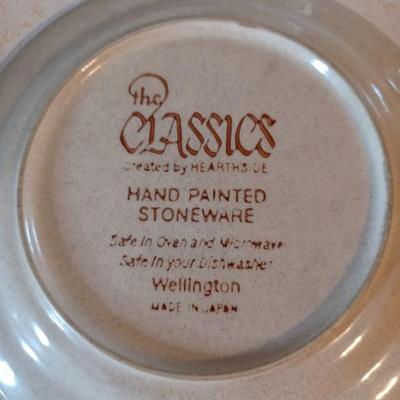 the
CLASSICS
Created by HEARTHSIDE
HAND PAINTED
STONEWARE
Safe In Oven and Microwave
Safe In your Dishwasher
Wellington
MADE IN JAPAN